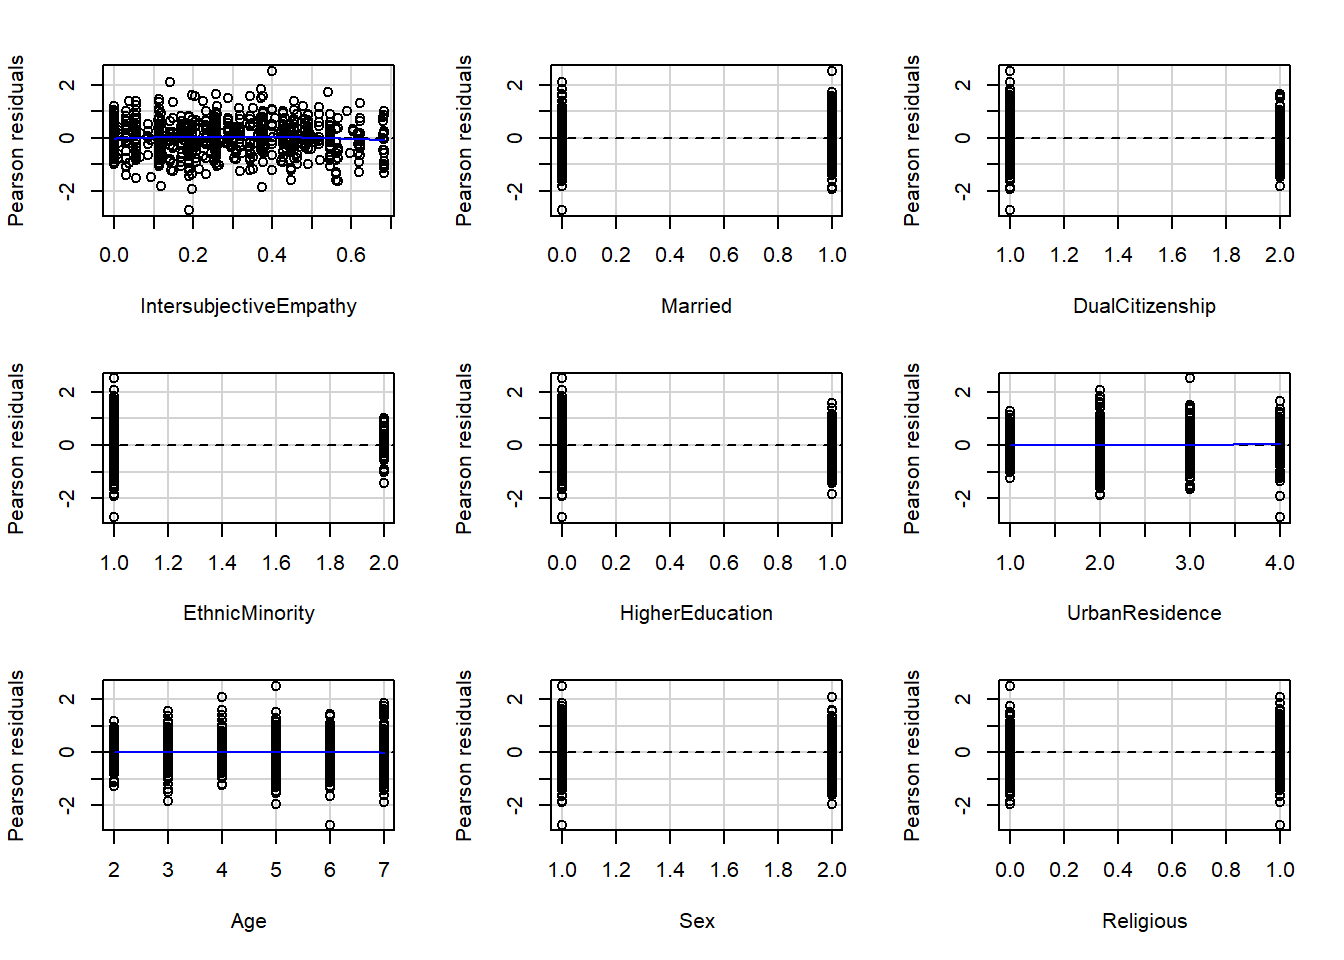 Pearson residuals
2
0
-2
0.0 0.2 0.4 0.6
IntersubjectiveEmpathy
Pearson residuals
2
0
-2
0.0 0.2 0.4 0.6 0.8 1.0
Married
Pearson residuals
2
0
-2
1.0 1.2 1.4 1.6 1.8 2.0
DualCitizenship
Pearson residuals
2
0
-2
1.0 1.2 1.4 1.6 1.8 2.0
EthnicMinority
Pearson residuals
2
0
-2
0.0 0.2 0.4 0.6 0.8 1.0
HigherEducation
Pearson residuals
2
0
-2
1.0 2.0 3.0 4.0
UrbanResidence
Pearson residuals
2
0
-2
2 3 4 5 6 7
Age
Pearson residuals
2
0
-2
1.0 1.2 1.4 1.6 1.8 2.0
Sex
Pearson residuals
2
0
-2
0.0 0.2 0.4 0.6 0.8 1.0
Religious